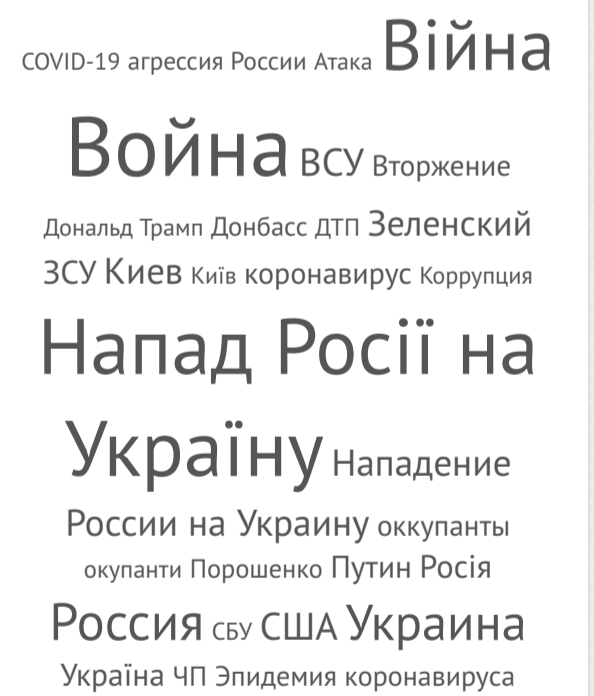 COVID-19 агрессия России Атака Війна
Война ВСУ Вторжение
Дональд Трамп Донбасс ДТП Зеленский
ЗСУ Киев Київ коронавирус Коррупция
Напад Росії на
Україну Нападение
России на Украину оккупанты
окупанти Порошенко Путин Росія
Россия СБУ США Украина
Україна ЧП Эпидемия коронавируса